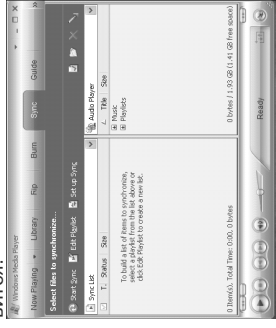 Windows Media Player
Now Playing Library Rip Burn Sync Guide
Select files to synchronize...
Start Sync Edit Playlist Set up Sync
Sync List Audio Player
Status Size Title Size
To build a list of items to synchronize,
select a playlist from the list above or
click Edit Playlist to create a new list.
Music
Playlists
0 Item(s), Total Time: 0:00, 0 bytes
0 bytes / 1.93 GB (1.41 GB free space)